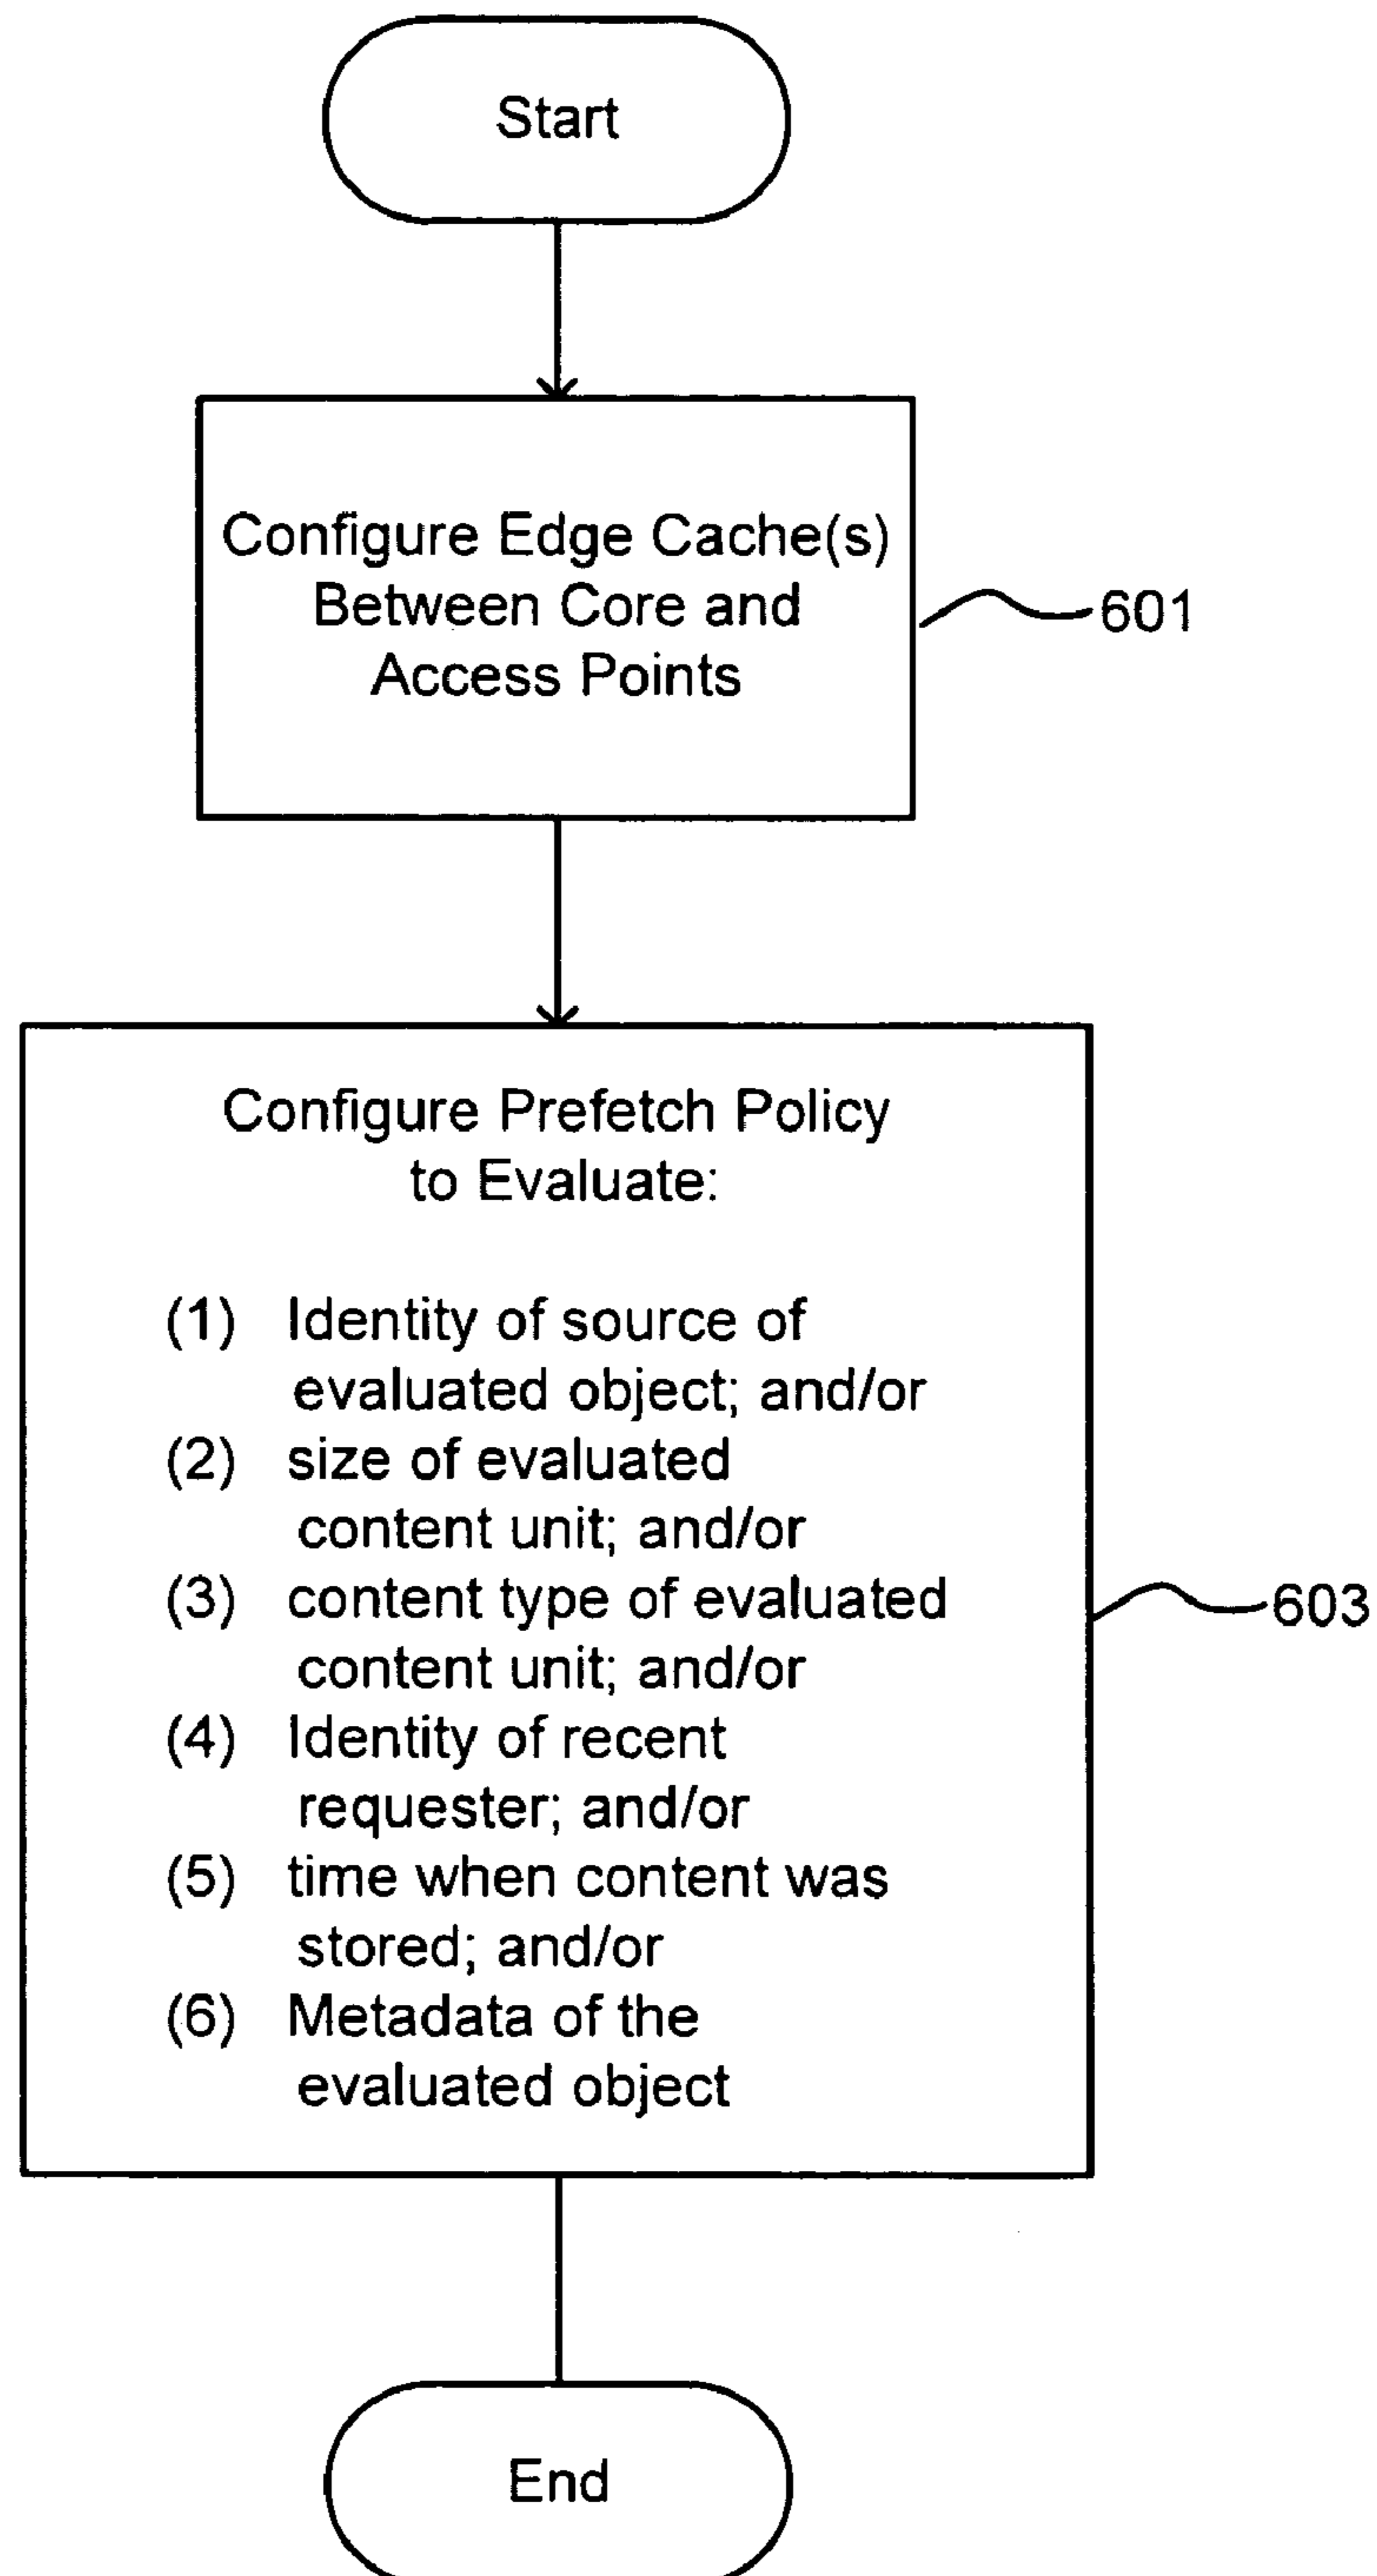 Start
Configure Edge Cache(s)
Between Core and
Access Points
601
Configure Prefetch Policy
to Evaluate:
(1) Identity of source of
evaluated object; and/or
(2) size of evaluated
content unit; and/or
(3) content type of evaluated
content unit; and/or
(4) Identity of recent
requester; and/or
(5) time when content was
stored; and/or
(6) Metadata of the
evaluated object
603
End